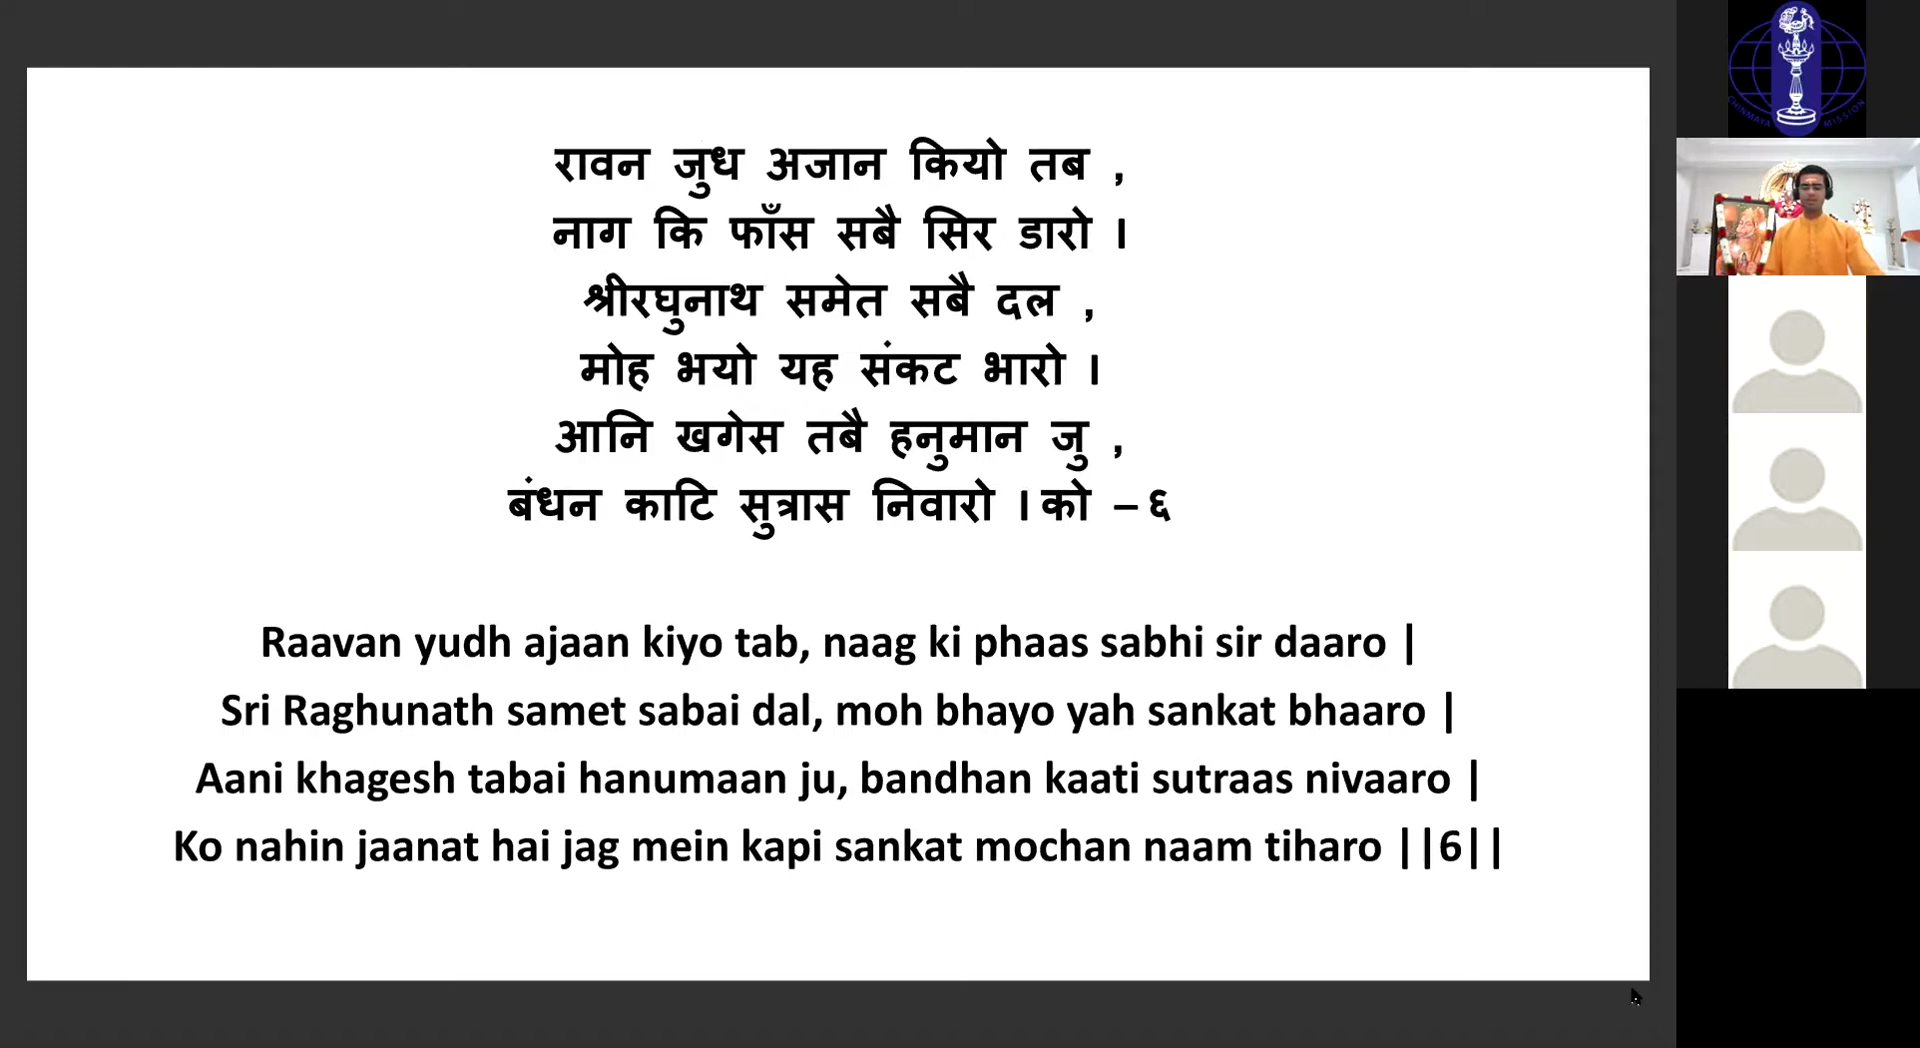 रावन जुध अजान कियो तब ,
नाग कि फाँस सबै सिर डारो ।
श्रीरघुनाथ समेत सबै दल ,
मोह भयो यह संकट भारो ।
आनि खगेस तबै हनुमान जु ,
बंधन काटि सुत्रास निवारो । को – ६
Raavan yudh ajaan kiyo tab, naag ki phaas sabhi sir daaro |
Sri Raghunath samet sabai dal, moh bhayo yah sankat bhaaro |
Aani khagesh tabai hanumaan ju, bandhan kaati sutraas nivaaro |
Ko nahin jaanat hai jag mein kapi sankat mochan naam tiharo ||6||
CHINMAYA MISSION